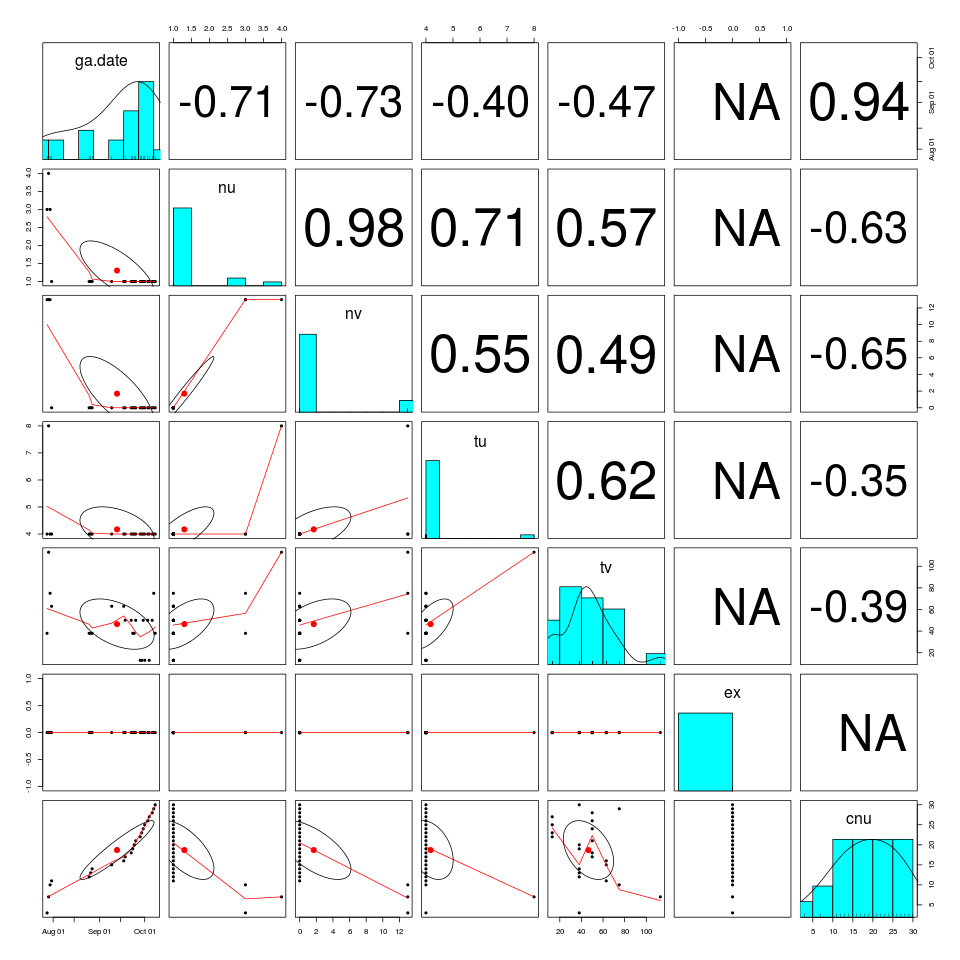 1.0 1.5 2.0 2.5 3.0 3.5 4.0
4 5 6 7 8
-1.0 -0.5 0.0 0.5 1.0
ga.date
-0.71 -0.73 -0.40 -0.47 NA 0.94
Aug 01 Sep 01 Oct 01
1.0 1.5 2.0 2.5 3.0 3.5 4.0
nu
0.98 0.71 0.57 NA -0.63
nv
0.55 0.49 NA -0.65
0 2 4 6 8 10 12
4 5 6 7 8
tu
0.62 NA -0.35
tv
NA -0.39
20 40 60 80 100
-1.0 -0.5 0.0 0.5 1.0
ex
NA
cnu
5 10 15 20 25 30
Aug 01 Sep 01 Oct 01
0 2 4 6 8 10 12
20 40 60 80 100
5 10 15 20 25 30